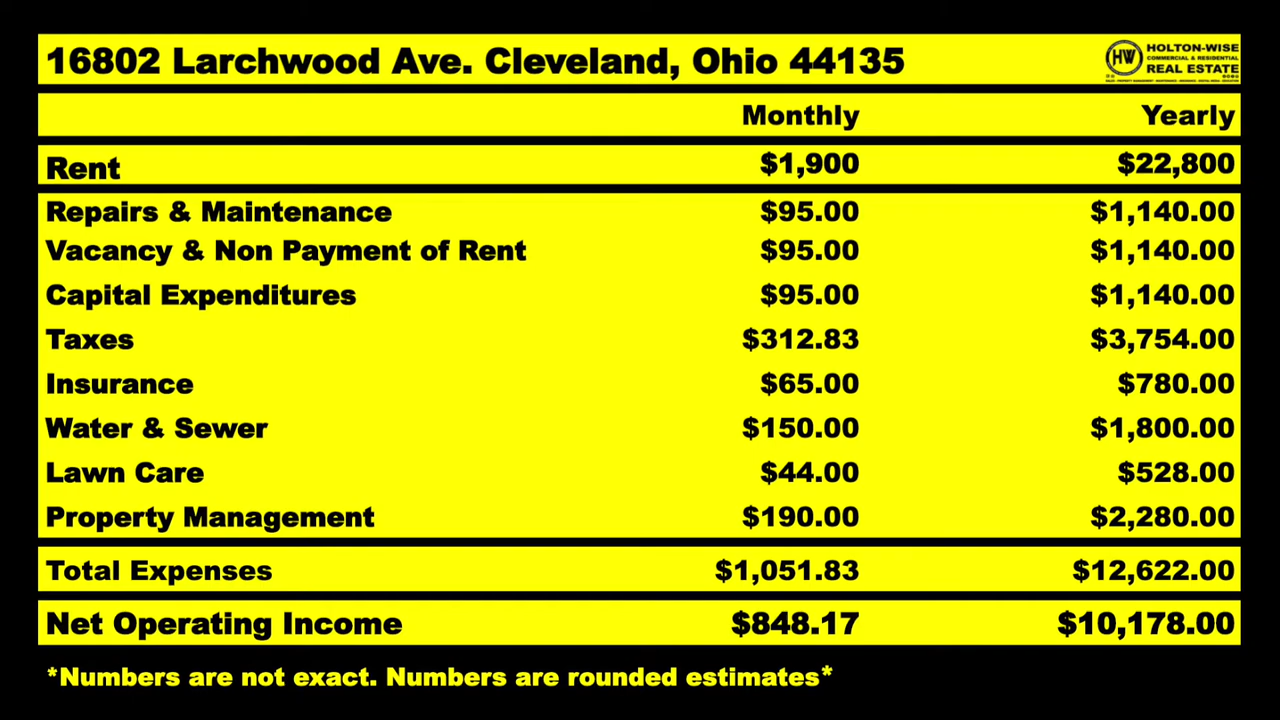 16802 Larchwood Ave. Cleveland, Ohio 44135
HW
HOLTON-WISE
COMMERCIAL & RESIDENTIAL
REAL ESTATE
Monthly Yearly
Rent $1,900 $22,800
Repairs & Maintenance $95.00 $1,140.00
Vacancy & Non Payment of Rent $95.00 $1,140.00
Capital Expenditures $95.00 $1,140.00
Taxes $312.83 $3,754.00
Insurance $65.00 $780.00
Water & Sewer $150.00 $1,800.00
Lawn Care $44.00 $528.00
Property Management $190.00 $2,280.00
Total Expenses $1,051.83 $12,622.00
Net Operating Income $848.17 $10,178.00
*Numbers are not exact. Numbers are rounded estimates*